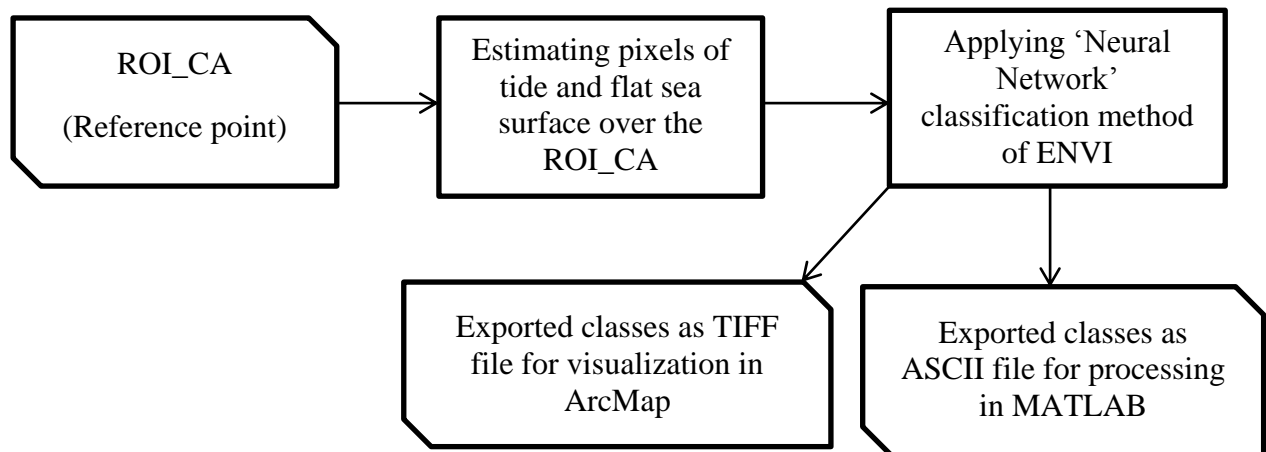 ROI_CA
(Reference point)
Estimating pixels of
tide and flat sea
surface over the
ROI_CA
Applying ‘Neural
Network’
classification method
of ENVI
Exported classes as TIFF
file for visualization in
ArcMap
Exported classes as
ASCII file for processing
in MATLAB